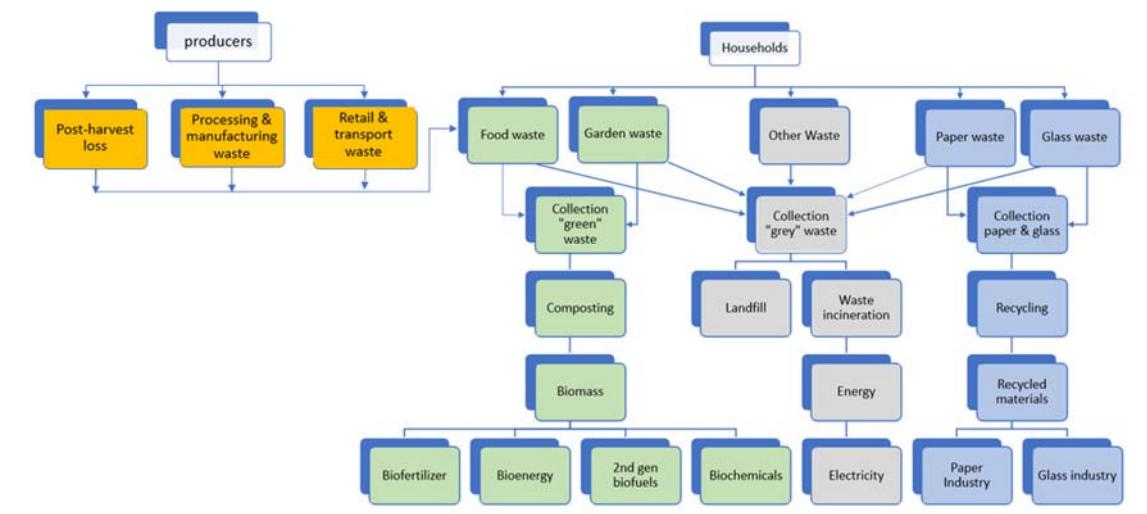 producers
Households
Post-harvest
loss
Processing &
manufacturing
waste
Retail &
transport
waste
Food waste
Garden waste
Other Waste
Paper waste
Glass waste
Collection
"green"
waste
Collection
"grey" waste
Collection
paper & glass
Composting
Landfill
Waste
incineration
Recycling
Biomass
Energy
Recycled
materials
Biofertilizer
Bioenergy
2nd gen
biofuels
Biochemicals
Electricity
Paper
Industry
Glass industry